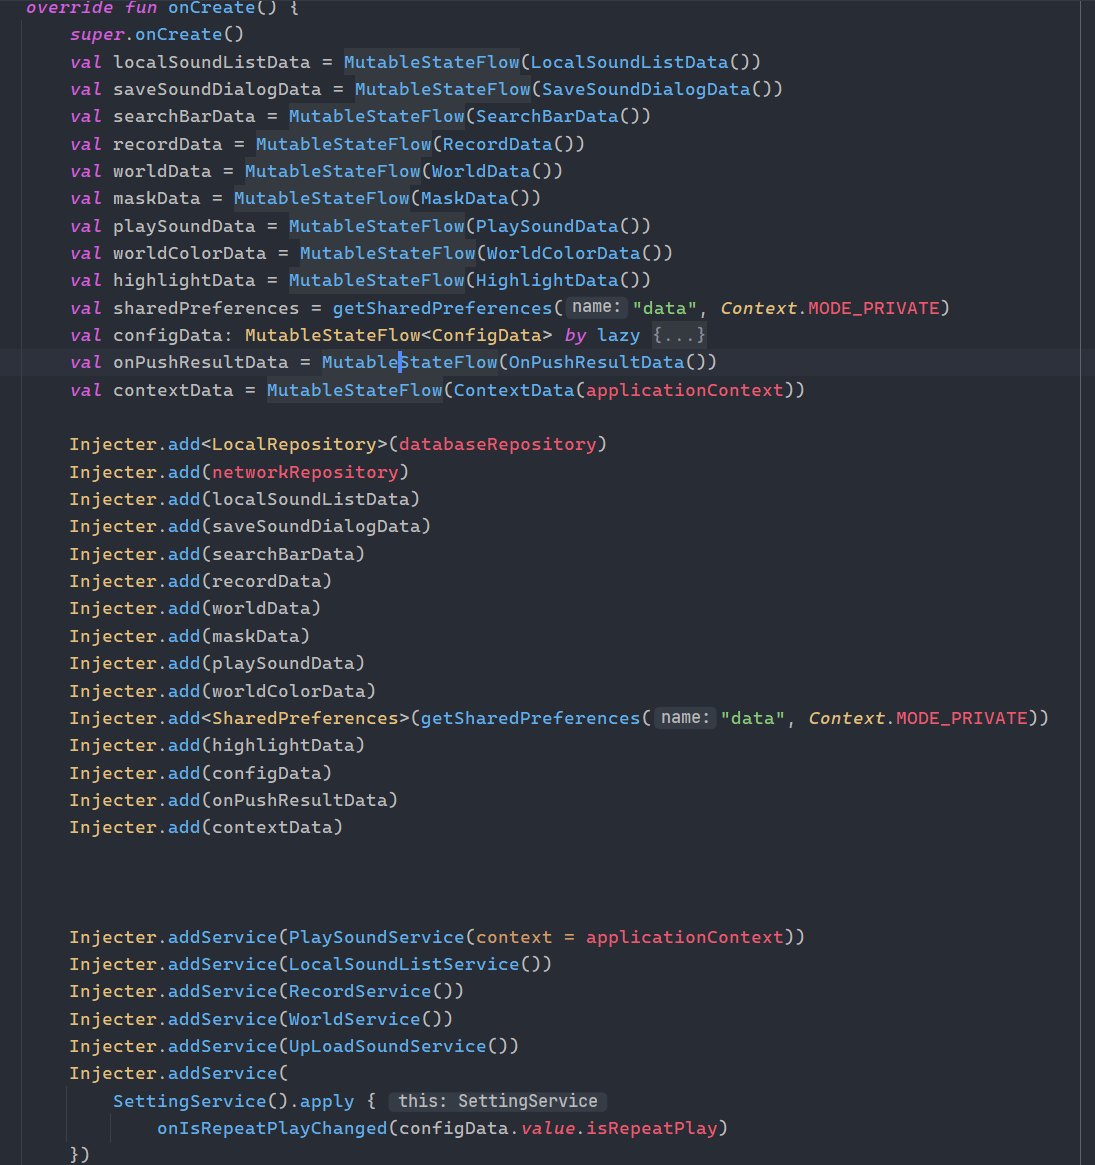 override fun onCreate() {
super.onCreate()
val localSoundListData = MutableStateFlow(LocalSoundListData())
val saveSoundDialogData = MutableStateFlow(SaveSoundDialogData())
val searchBarData = MutableStateFlow(SearchBarData())
val recordData = MutableStateFlow(RecordData())
val worldData = MutableStateFlow(WorldData())
val maskData = MutableStateFlow(MaskData())
val playSoundData = MutableStateFlow(PlaySoundData())
val worldColorData = MutableStateFlow(WorldColorData())
val highlightData = MutableStateFlow(HighlightData())
val sharedPreferences = getSharedPreferences( name: "data", Context.MODE_PRIVATE)
val configData: MutableStateFlow<ConfigData> by lazy {...}
val onPushResultData = MutableStateFlow(OnPushResultData())
val contextData = MutableStateFlow(ContextData(applicationContext))
Injecter.add<LocalRepository>(databaseRepository)
Injecter.add(networkRepository)
Injecter.add(localSoundListData)
Injecter.add(saveSoundDialogData)
Injecter.add(searchBarData)
Injecter.add(recordData)
Injecter.add(worldData)
Injecter.add(maskData)
Injecter.add(playSoundData)
Injecter.add(worldColorData)
Injecter.add<SharedPreferences>(getSharedPreferences( name: "data", Context.MODE_PRIVATE))
Injecter.add(highlightData)
Injecter.add(configData)
Injecter.add(onPushResultData)
Injecter.add(contextData)
Injecter.addService(PlaySoundService(context = applicationContext))
Injecter.addService(LocalSoundListService())
Injecter.addService(RecordService())
Injecter.addService(WorldService())
Injecter.addService(UpLoadSoundService())
Injecter.addService(
SettingService().apply { this: SettingService
onIsRepeatPlayChanged(configData.value.isRepeatPlay)
})